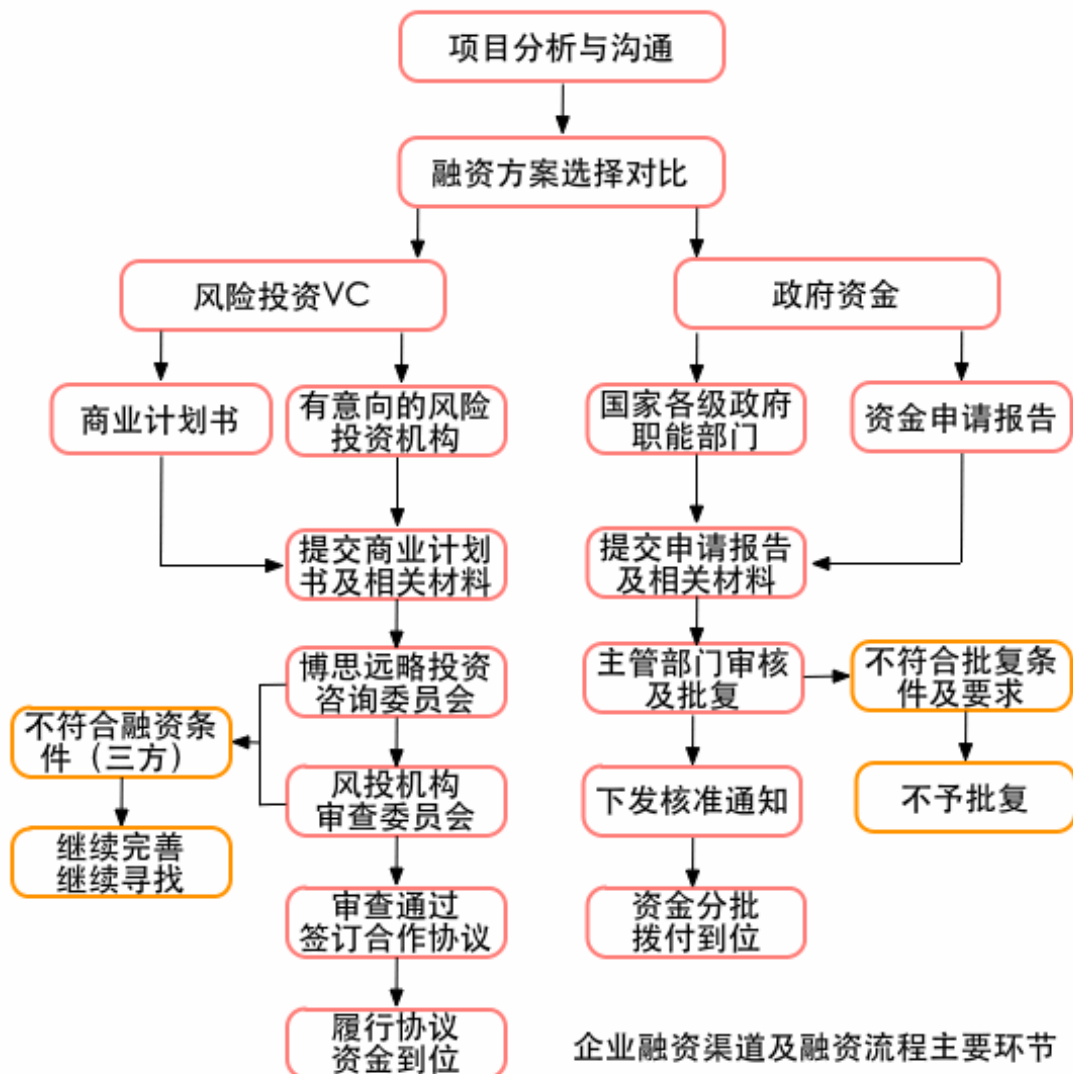 项目分析与沟通
融资方案选择对比
风险投资VC
政府资金
商业计划书
有意向的风险
投资机构
国家各级政府
职能部门
资金申请报告
提交商业计划
书及相关材料
提交申请报告
及相关材料
博思远略投资
咨询委员会
主管部门审核
及批复
不符合批复条
件及要求
不符合融资条
件（三方）
风投机构
审查委员会
下发核准通知
不予批复
继续完善
继续寻找
审查通过
签订合作协议
资金分批
拨付到位
履行协议
资金到位
企业融资渠道及融资流程主要环节